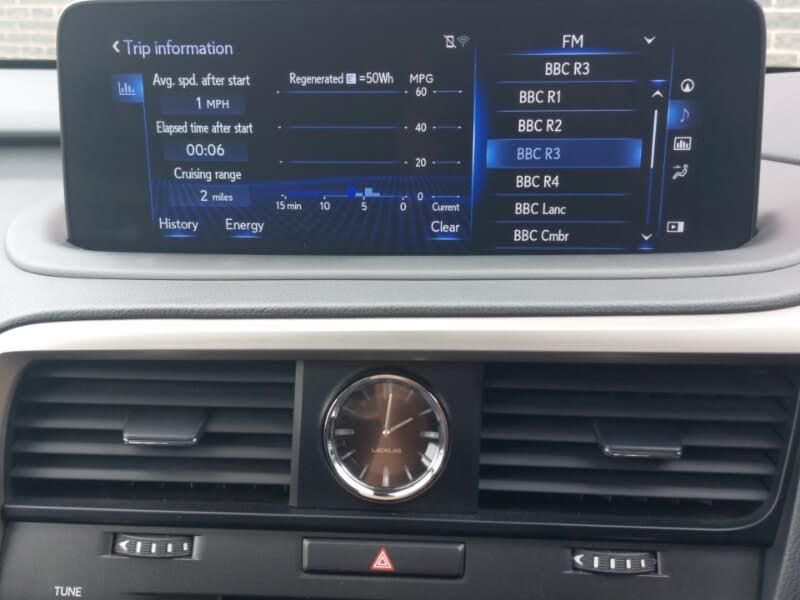 Trip information
Avg. spd. after start
1 MPH
Elapsed time after start
00:06
Cruising range
2 miles
History
Energy
Regenerated E =50Wh
MPG
60
40
20
0
15 min
10
5
0
Current
Clear
FM
BBC R3
BBC R1
BBC R2
BBC R3
BBC R4
BBC Lanc
BBC Cmbr
LEXUS
TUNE